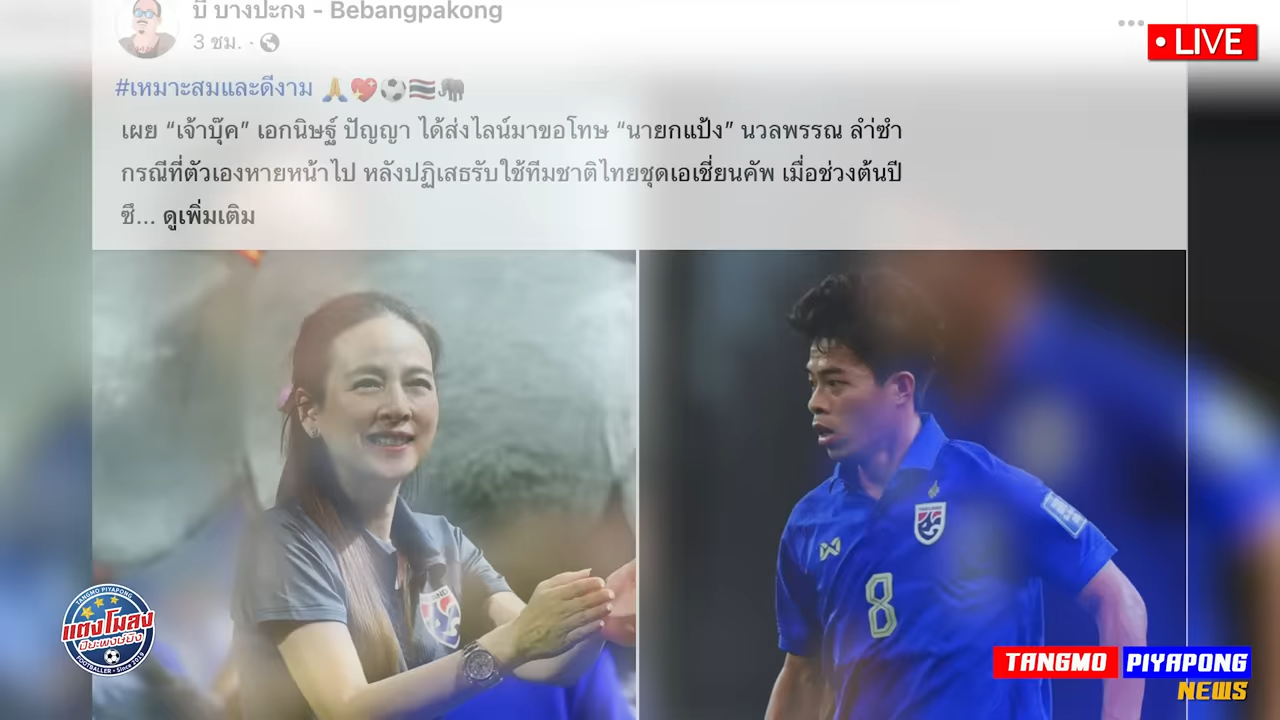 บี บางปะกง - Bebangpakong
3 ชม. ·
LIVE
#เหมาะสมและดีงาม 🙏💖⚽🇹🇭🐘
เผย “เจ้าบุ๊ค” เอกนิษฐ์ ปัญญา ได้ส่งไลน์มาขอโทษ “นายกแป้ง” นวลพรรณ ล่ำซำ
กรณีที่ตัวเองหายหน้าไป หลังปฏิเสธรับใช้ทีมชาติไทยชุดเอเชี่ยนคัพ เมื่อช่วงต้นปี
ซึ... ดูเพิ่มเติม
8
TANGMO PIYAPONG
แตงโมลง
ปิยะพงษ์ยิง
FOOTBALLER • Since 2019
TANGMO PIYAPONG
NEWS